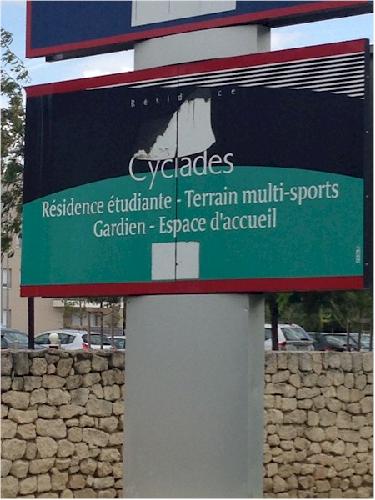 Résidence
Cyclades
Résidence étudiante - Terrain multi-sports
Gardien - Espace d'accueil